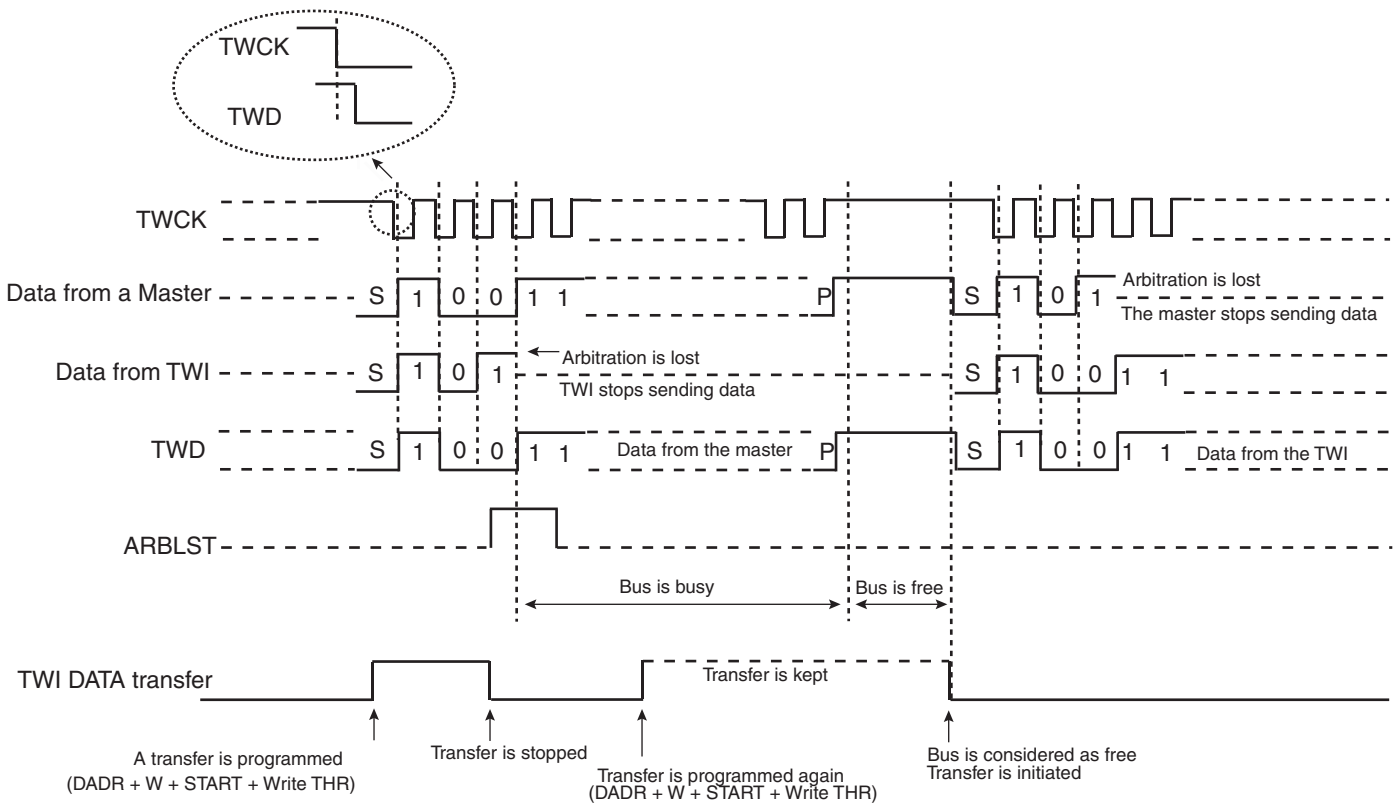 TWCK
TWD
TWCK
Data from a Master
S 1 0 0 1 1
P
S 1 0 1
Arbitration is lost
The master stops sending data
Data from TWI
S 1 0 1
Arbitration is lost
TWI stops sending data
S 1 0 0 1 1
TWD
S 1 0 0 1 1
Data from the master
P
S 1 0 0 1 1
Data from the TWI
ARBLST
Bus is busy
Bus is free
TWI DATA transfer
Transfer is kept
A transfer is programmed
(DADR + W + START + Write THR)
Transfer is stopped
Transfer is programmed again
(DADR + W + START + Write THR)
Bus is considered as free
Transfer is initiated